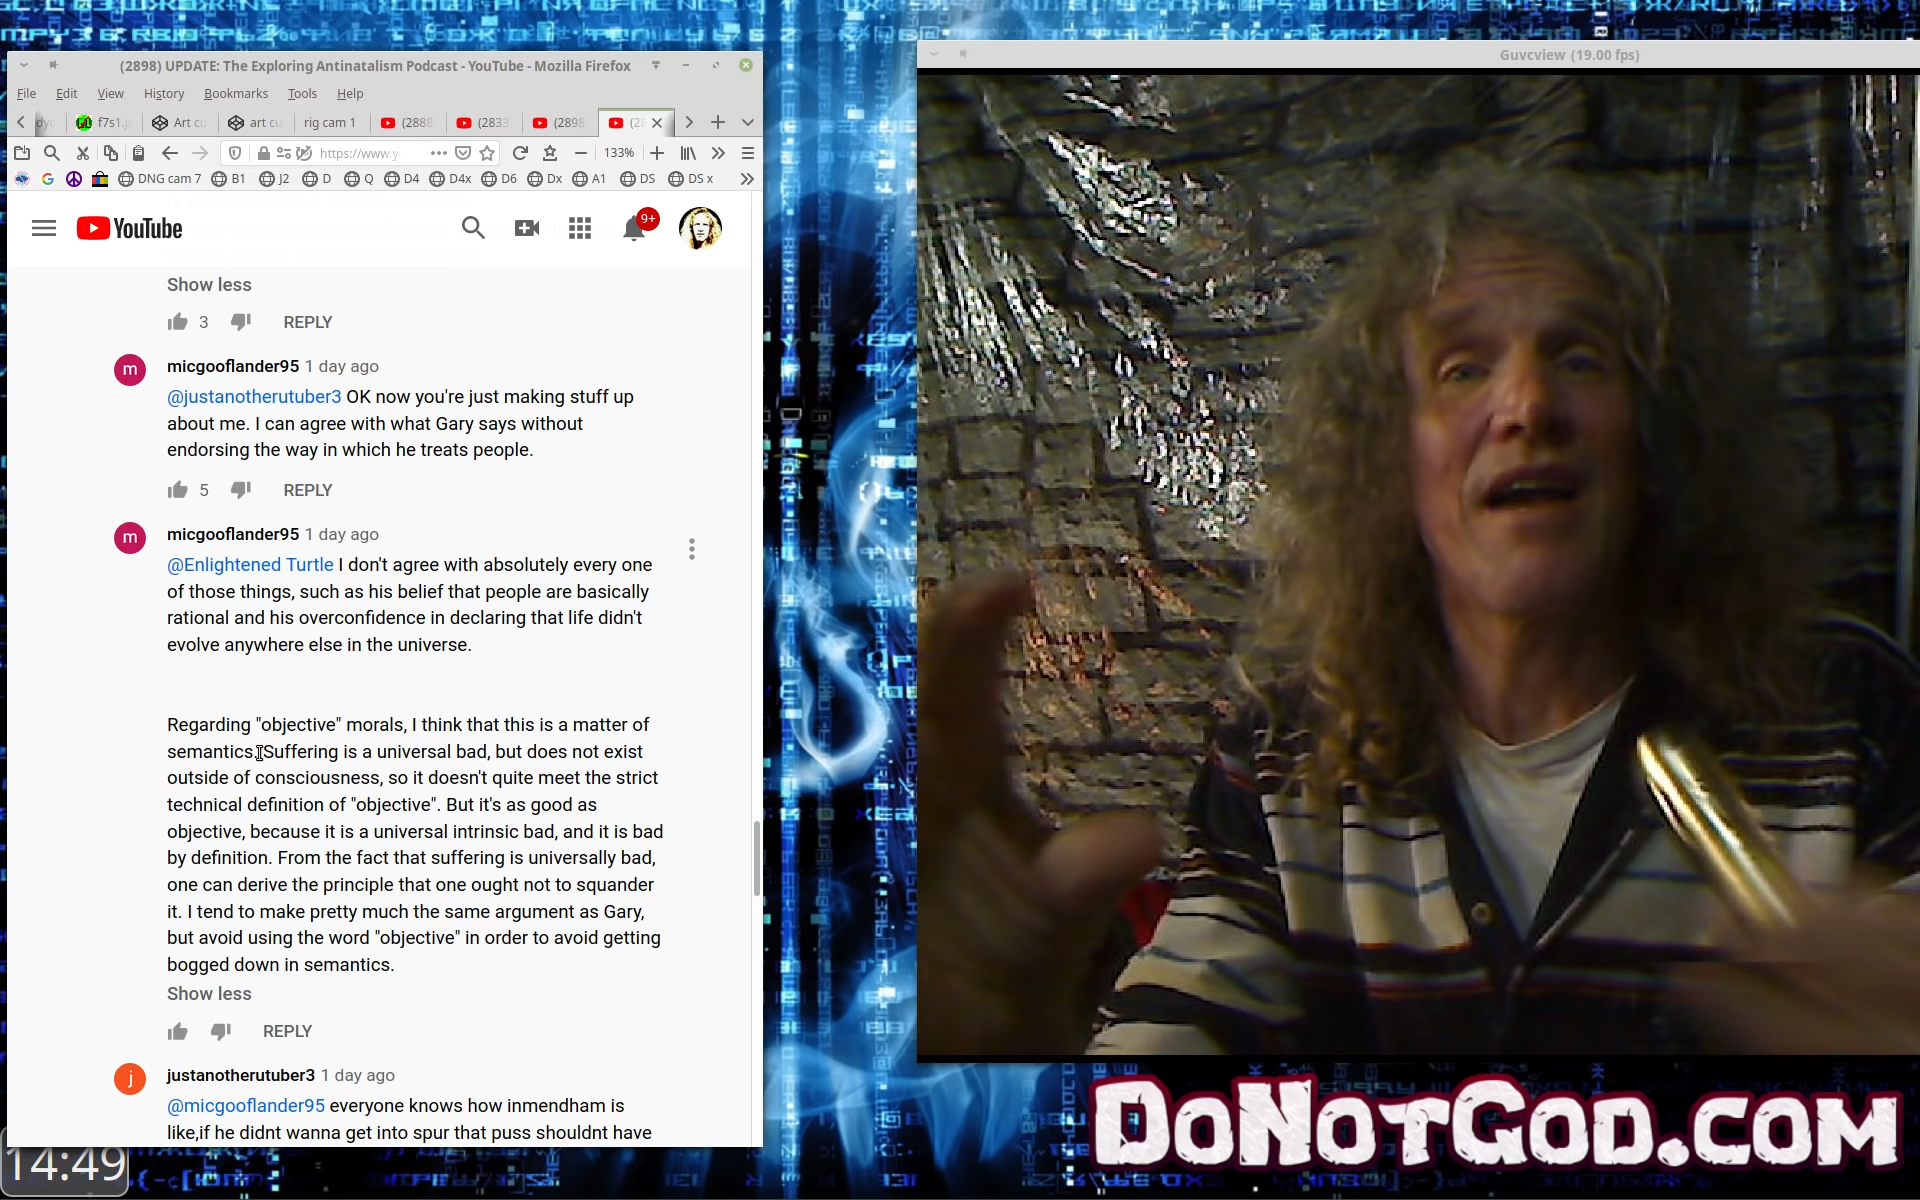 (2898) UPDATE: The Exploring Antinatalism Podcast - YouTube - Mozilla Firefox
File Edit View History Bookmarks Tools Help
f7s1.j Art cu art cu rig cam 1 (2888 (2833 (2898 (28
https://www.y 133%
DNG cam 7 B1 J2 D Q D4 D4x D6 Dx A1 DS DS x
YouTube 9+
Show less
3 REPLY
m micgooflander95 1 day ago
@justanotherutuber3 OK now you're just making stuff up
about me. I can agree with what Gary says without
endorsing the way in which he treats people.
5 REPLY
m micgooflander95 1 day ago
@Enlightened Turtle I don't agree with absolutely every one
of those things, such as his belief that people are basically
rational and his overconfidence in declaring that life didn't
evolve anywhere else in the universe.
Regarding "objective" morals, I think that this is a matter of
semantics. Suffering is a universal bad, but does not exist
outside of consciousness, so it doesn't quite meet the strict
technical definition of "objective". But it's as good as
objective, because it is a universal intrinsic bad, and it is bad
by definition. From the fact that suffering is universally bad,
one can derive the principle that one ought not to squander
it. I tend to make pretty much the same argument as Gary,
but avoid using the word "objective" in order to avoid getting
bogged down in semantics.
Show less
REPLY
j justanotherutuber3 1 day ago
@micgooflander95 everyone knows how inmendham is
like,if he didnt wanna get into spur that puss shouldnt have
14:49
Guvcview (19.00 fps)
DoNotGod.com